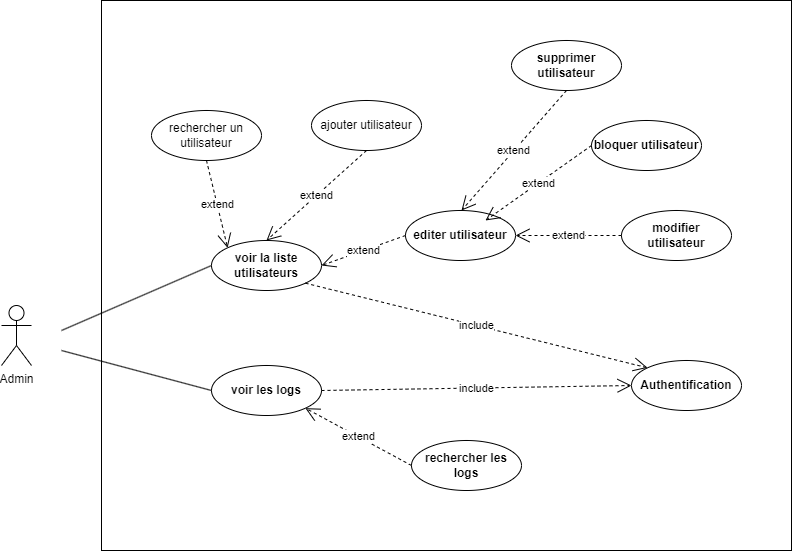 supprimer
utilisateur
rechercher un
utilisateur
ajouter utilisateur
bloquer utilisateur
extend
extend
extend
extend
editer utilisateur
extend
modifier
utilisateur
extend
voir la liste
utilisateurs
include
Admin
voir les logs
include
Authentification
extend
rechercher les
logs